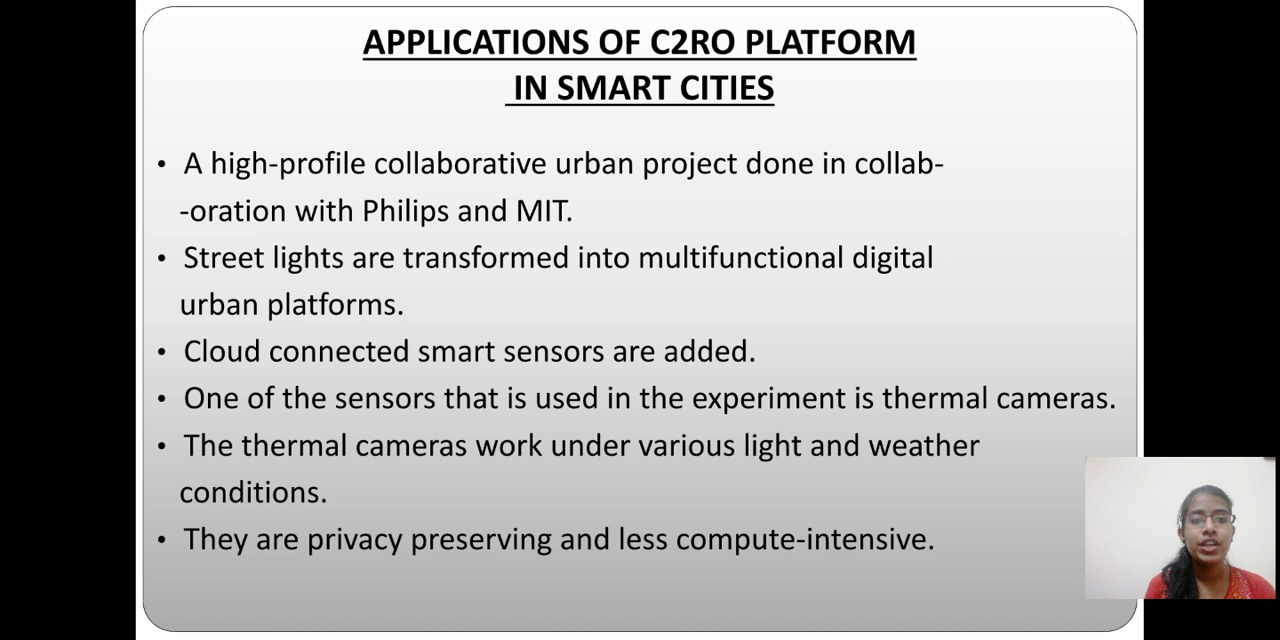 APPLICATIONS OF C2RO PLATFORM
IN SMART CITIES
• A high-profile collaborative urban project done in collab-
-oration with Philips and MIT.
• Street lights are transformed into multifunctional digital
urban platforms.
• Cloud connected smart sensors are added.
• One of the sensors that is used in the experiment is thermal cameras.
• The thermal cameras work under various light and weather
conditions.
• They are privacy preserving and less compute-intensive.